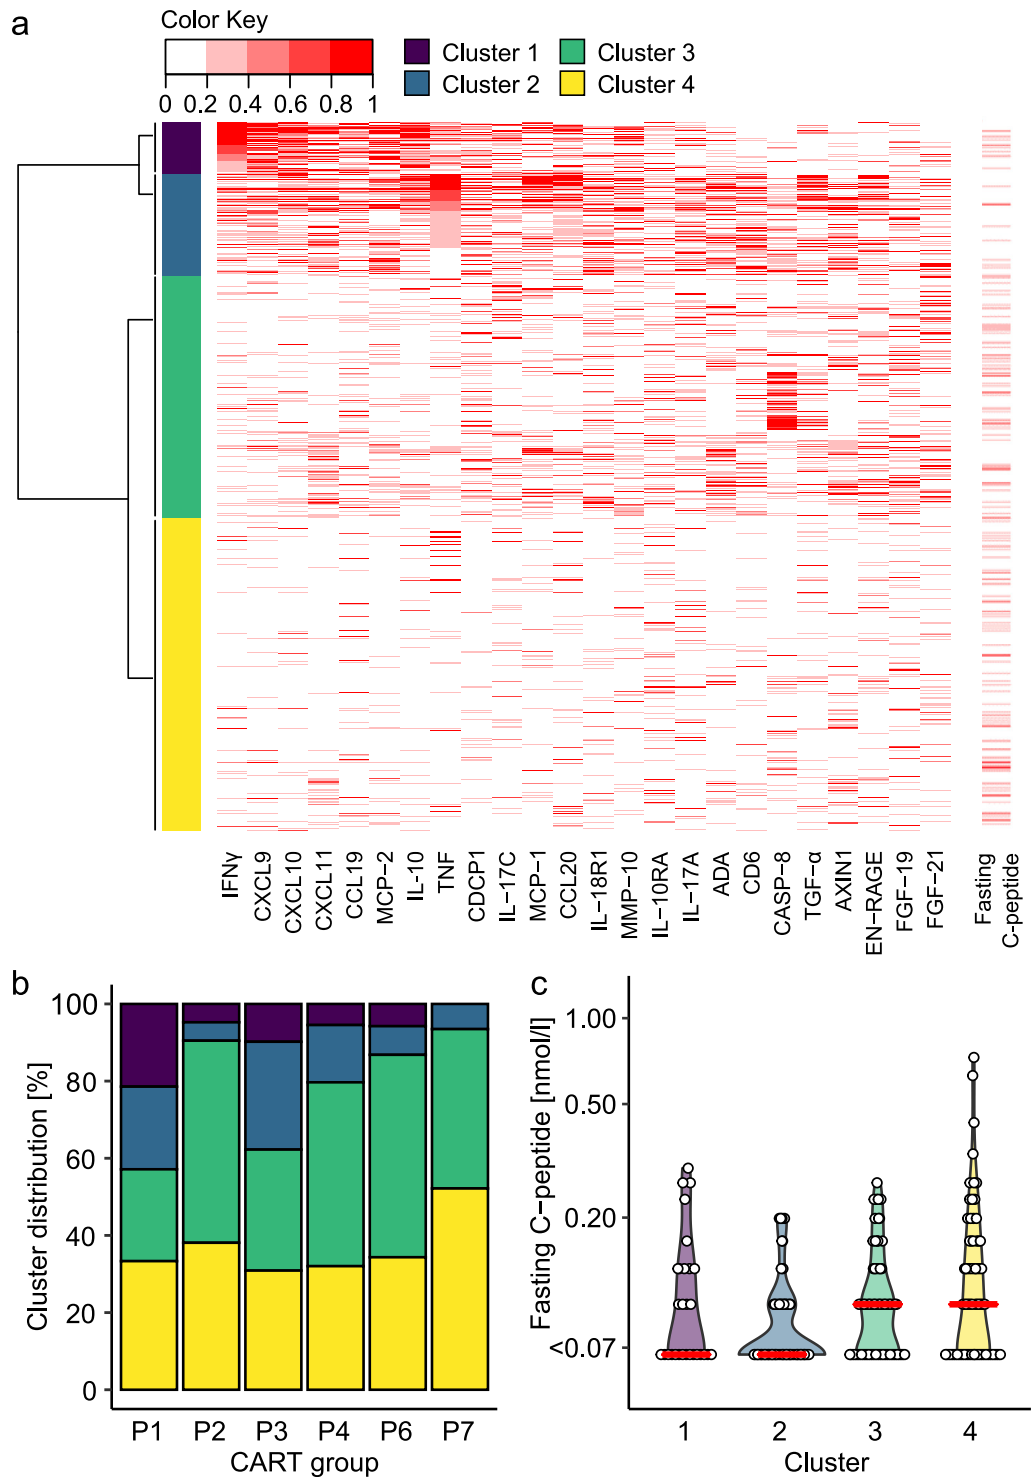 a
Color Key
0 0.2 0.4 0.6 0.8 1
Cluster 1
Cluster 2
Cluster 3
Cluster 4
IFNγ
CXCL9
CXCL10
CXCL11
CCL19
MCP−2
IL−10
TNF
CDCP1
IL−17C
MCP−1
CCL20
IL−18R1
MMP−10
IL−10RA
IL−17A
ADA
CD6
CASP−8
TGF−α
AXIN1
EN−RAGE
FGF−19
FGF−21
Fasting
C−peptide
b
Cluster distribution [%]
100
80
60
40
20
0
P1 P2 P3 P4 P6 P7
CART group
c
Fasting C−peptide [nmol/l]
1.00
0.50
0.20
<0.07
1 2 3 4
Cluster